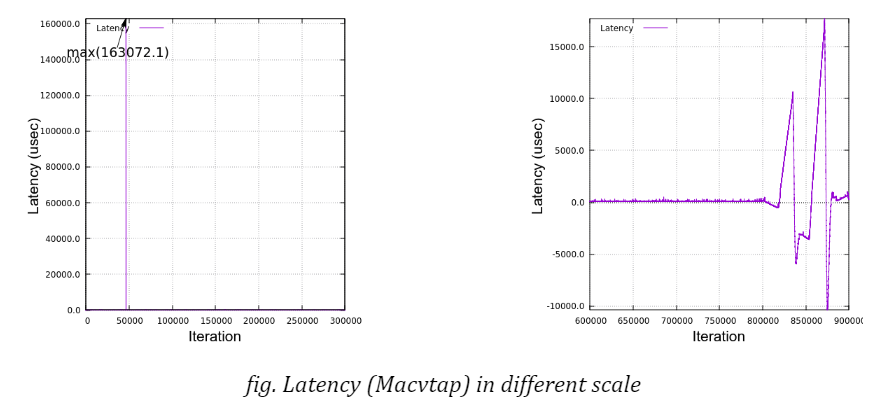 160000.0
Latency
max(163072.1)
140000.0
120000.0
100000.0
80000.0
60000.0
40000.0
20000.0
0.0
Latency (usec)
0 50000 100000 150000 200000 250000 300000
Iteration
Latency
15000.0
10000.0
5000.0
0.0
-5000.0
-10000.0
Latency (usec)
600000 650000 700000 750000 800000 850000 900000
Iteration
fig. Latency (Macvtap) in different scale